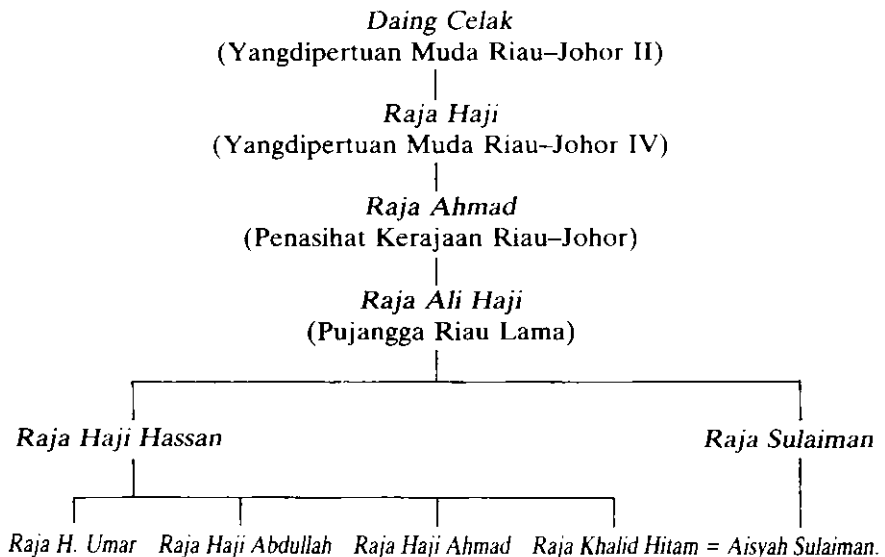 Daing Celak
(Yangdipertuan Muda Riau–Johor II)
Raja Haji
(Yangdipertuan Muda Riau–Johor IV)
Raja Ahmad
(Penasihat Kerajaan Riau–Johor)
Raja Ali Haji
(Pujangga Riau Lama)
Raja Haji Hassan Raja Sulaiman
Raja H. Umar Raja Haji Abdullah Raja Haji Ahmad Raja Khalid Hitam = Aisyah Sulaiman.